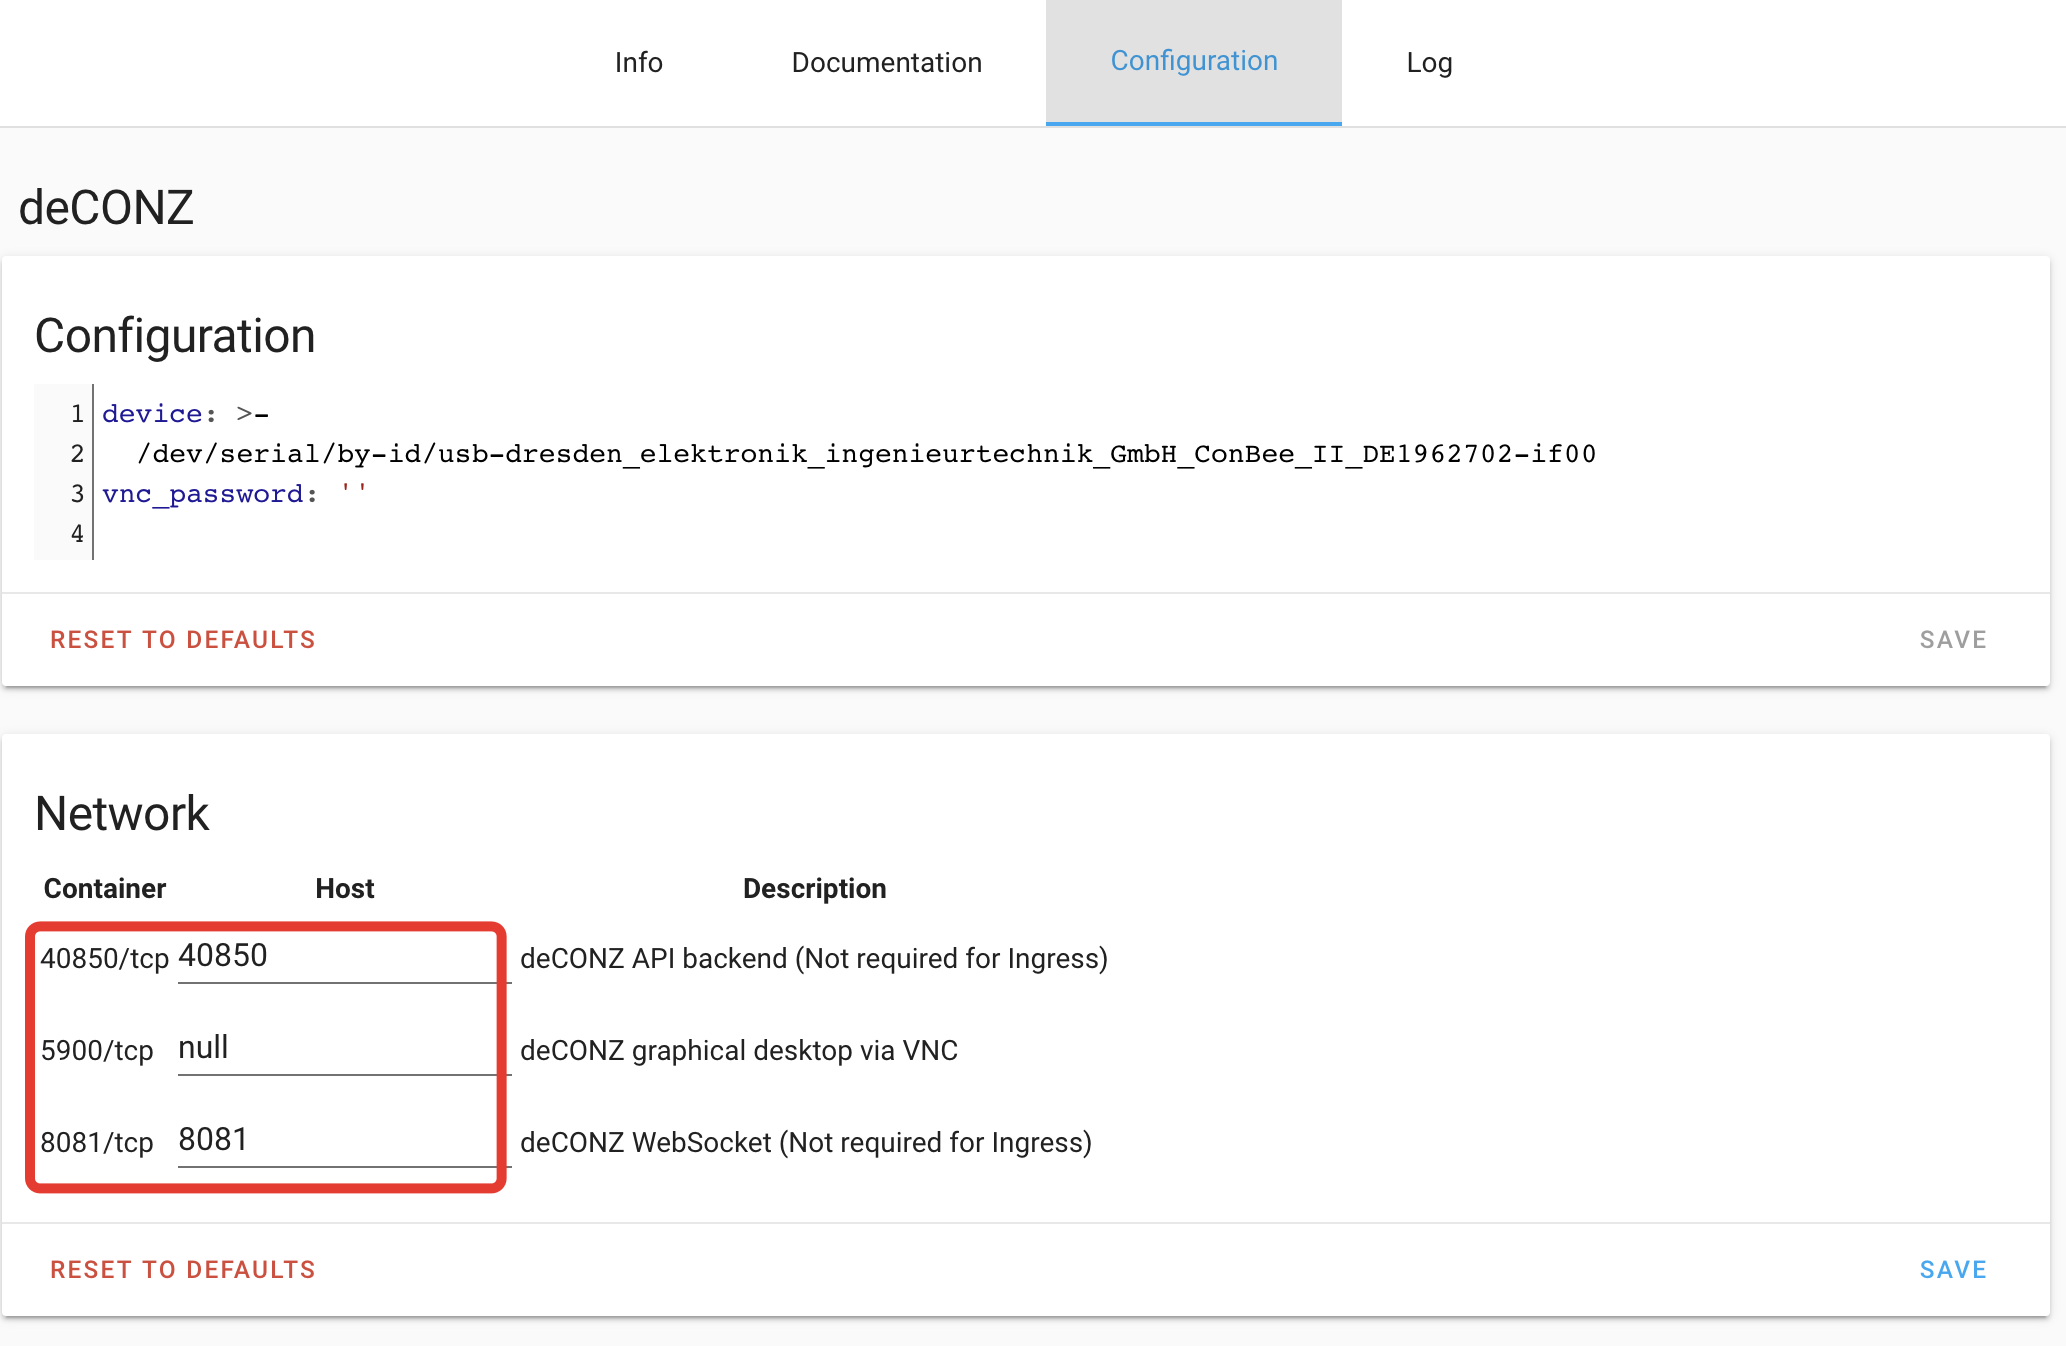 Info Documentation Configuration Log
deCONZ
Configuration
1 device: >-
2 /dev/serial/by-id/usb-dresden_elektronik_ingenieurtechnik_GmbH_ConBee_II_DE1962702-if00
3 vnc_password: ''
4
RESET TO DEFAULTS SAVE
Network
Container Host Description
40850/tcp 40850 deCONZ API backend (Not required for Ingress)
5900/tcp null deCONZ graphical desktop via VNC
8081/tcp 8081 deCONZ WebSocket (Not required for Ingress)
RESET TO DEFAULTS SAVE